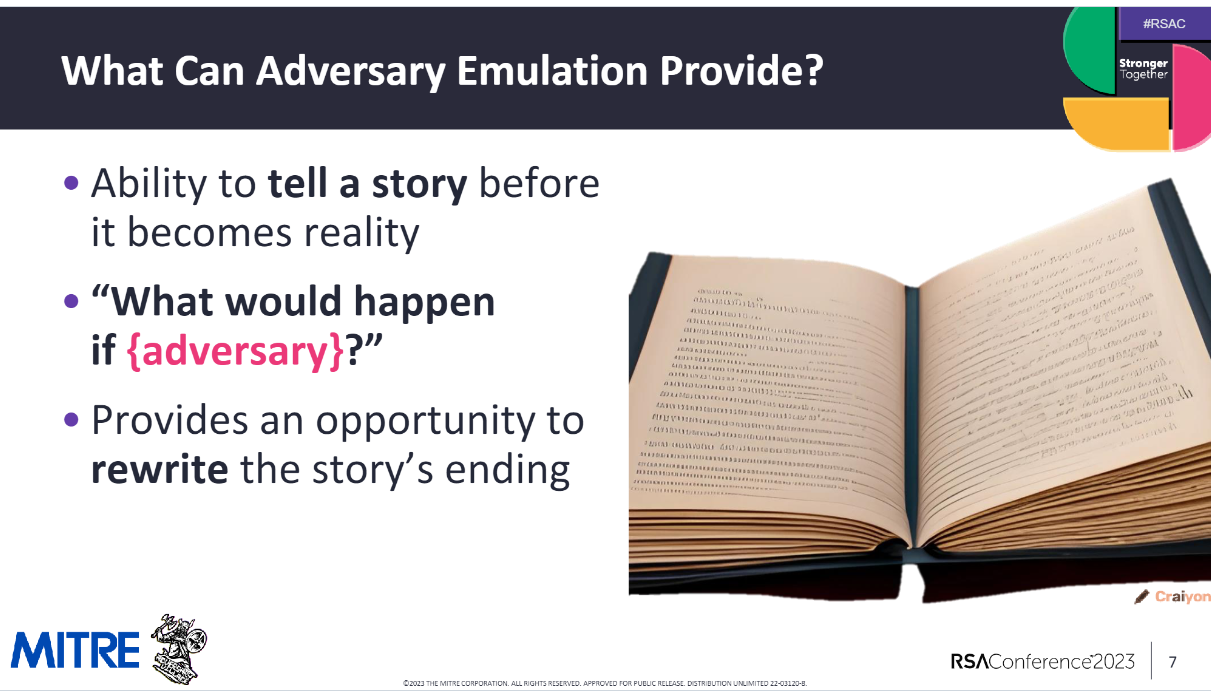 What Can Adversary Emulation Provide?
#RSAC
Stronger
Together
• Ability to tell a story before
it becomes reality
• “What would happen
if {adversary}?”
• Provides an opportunity to
rewrite the story’s ending
Craiyon
MITRE
RSAConference™2023
7
©2023 THE MITRE CORPORATION. ALL RIGHTS RESERVED. APPROVED FOR PUBLIC RELEASE. DISTRIBUTION UNLIMITED 22-03120-8.